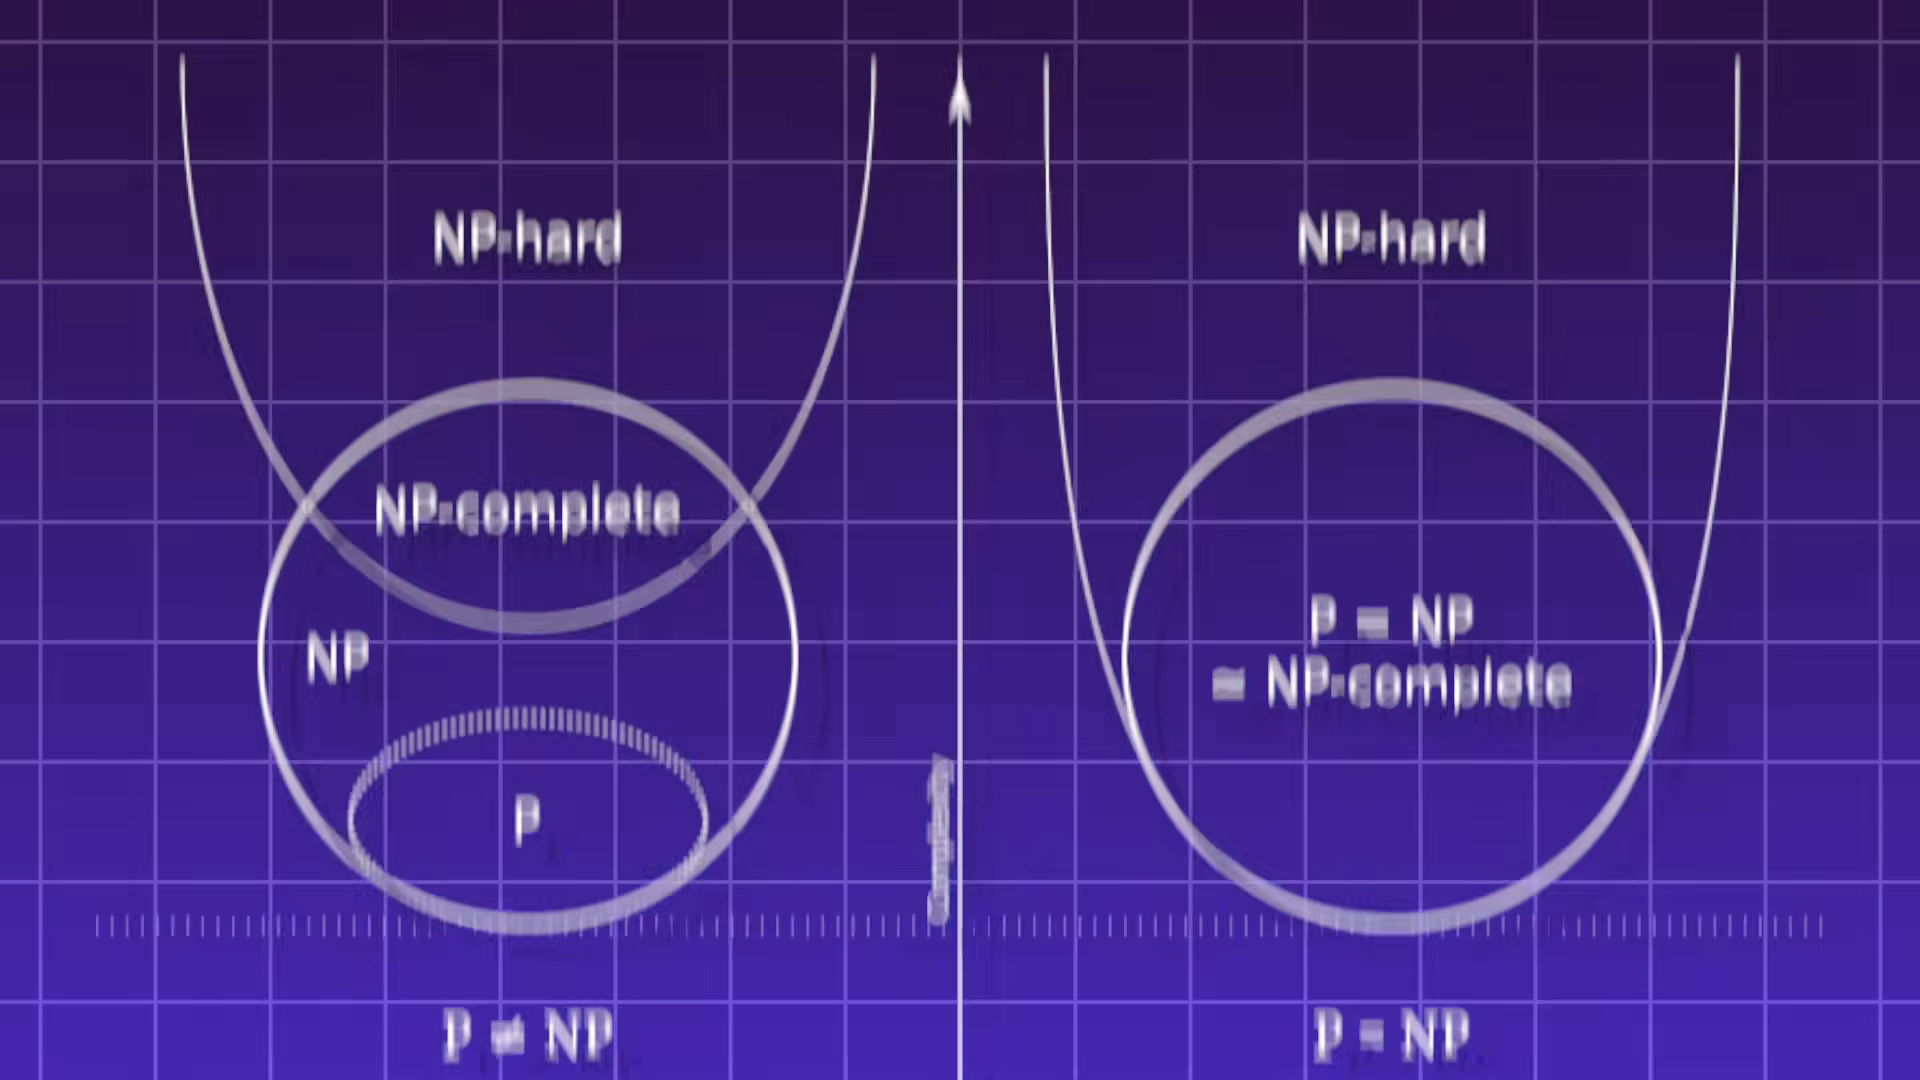 NP-hard
NP-complete
NP
P
P ≠ NP
NP-hard
P = NP
≃ NP-complete
P = NP